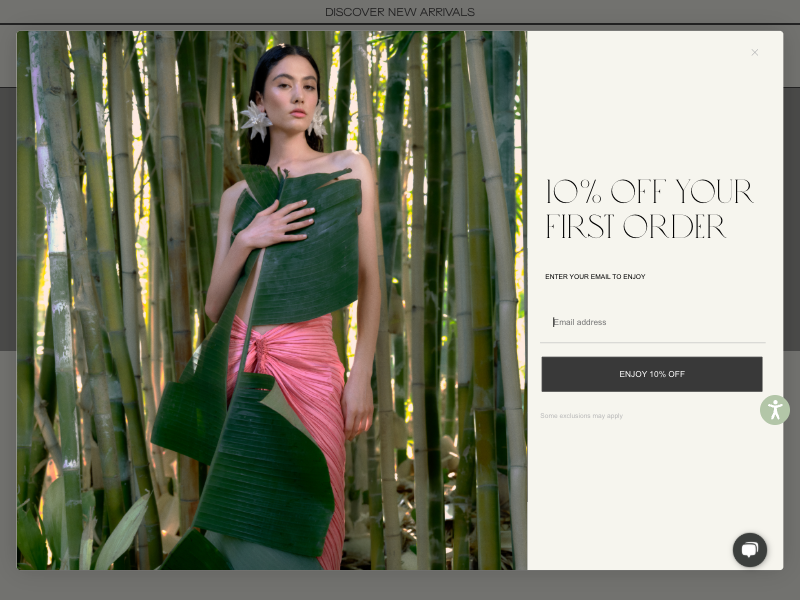 DISCOVER NEW ARRIVALS
10% OFF YOUR
FIRST ORDER
ENTER YOUR EMAIL TO ENJOY
Email address
ENJOY 10% OFF
Some exclusions may apply